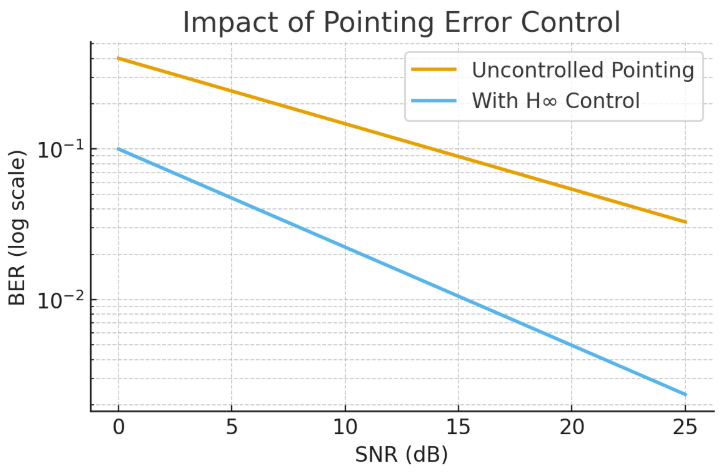 Impact of Pointing Error Control
Uncontrolled Pointing
With H∞ Control
10⁻¹
10⁻²
BER (log scale)
0 5 10 15 20 25
SNR (dB)